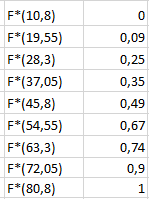 F*(10,8) 0
F*(19,55) 0,09
F*(28,3) 0,25
F*(37,05) 0,35
F*(45,8) 0,49
F*(54,55) 0,67
F*(63,3) 0,74
F*(72,05) 0,9
F*(80,8) 1